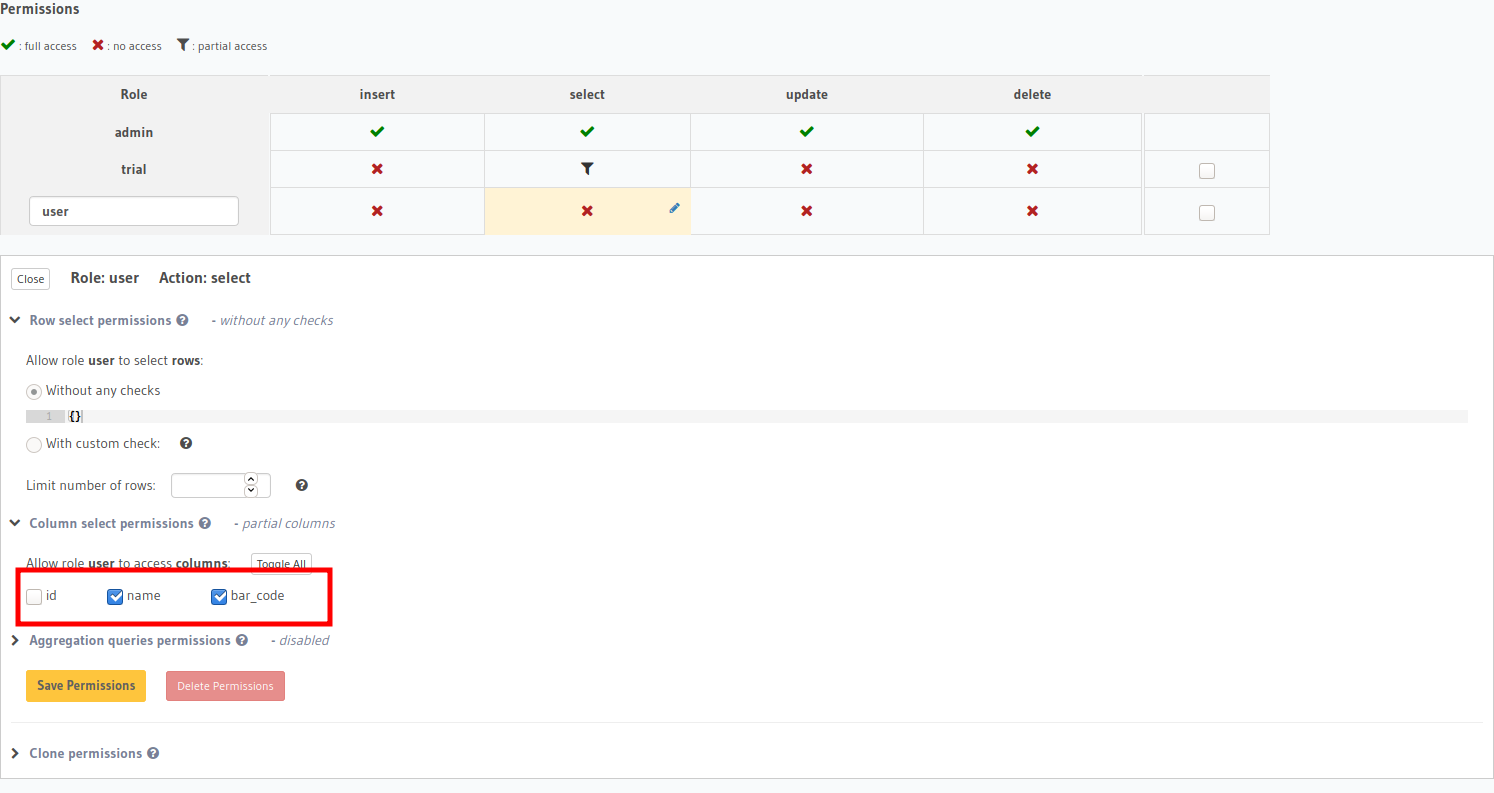 Permissions
: full access : no access : partial access
Role insert select update delete
admin
trial
user
Close Role: user Action: select
Row select permissions - without any checks
Allow role user to select rows:
Without any checks
1 {}
With custom check:
Limit number of rows:
Column select permissions - partial columns
Allow role user to access columns: Toggle All
id name bar_code
Aggregation queries permissions - disabled
Save Permissions Delete Permissions
Clone permissions